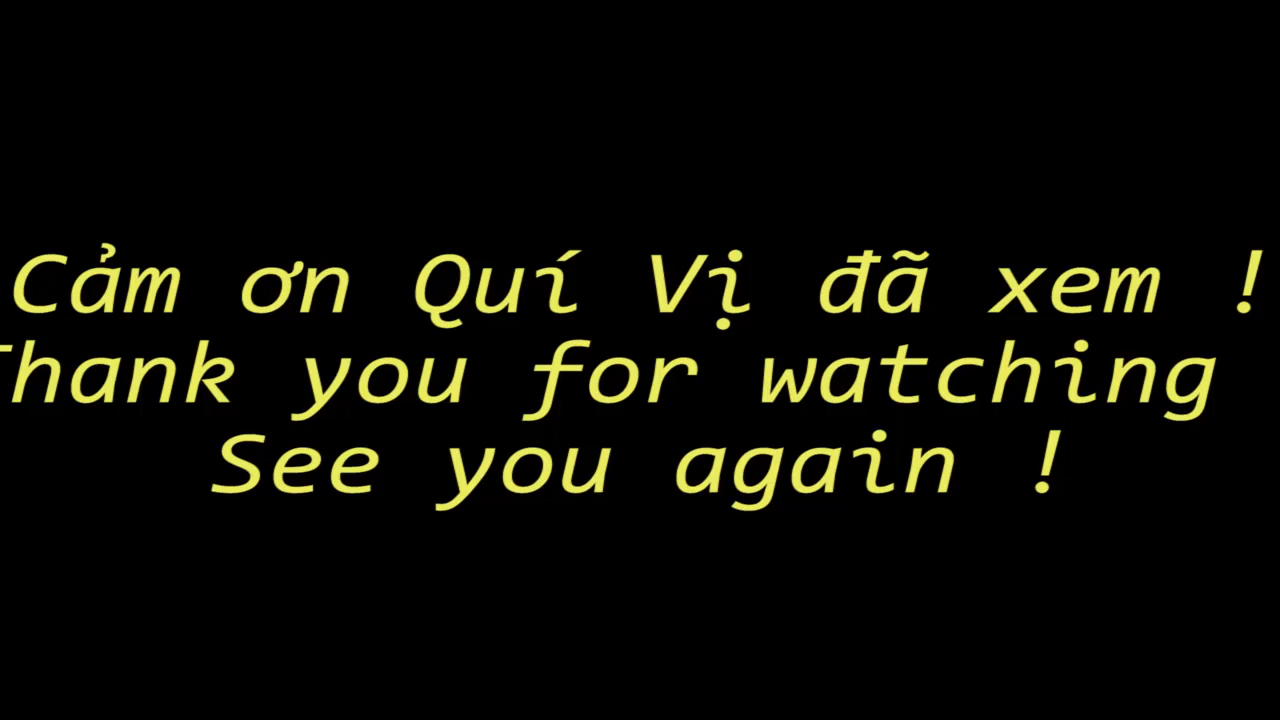 Cảm ơn Quí Vị đã xem !
Thank you for watching
See you again !